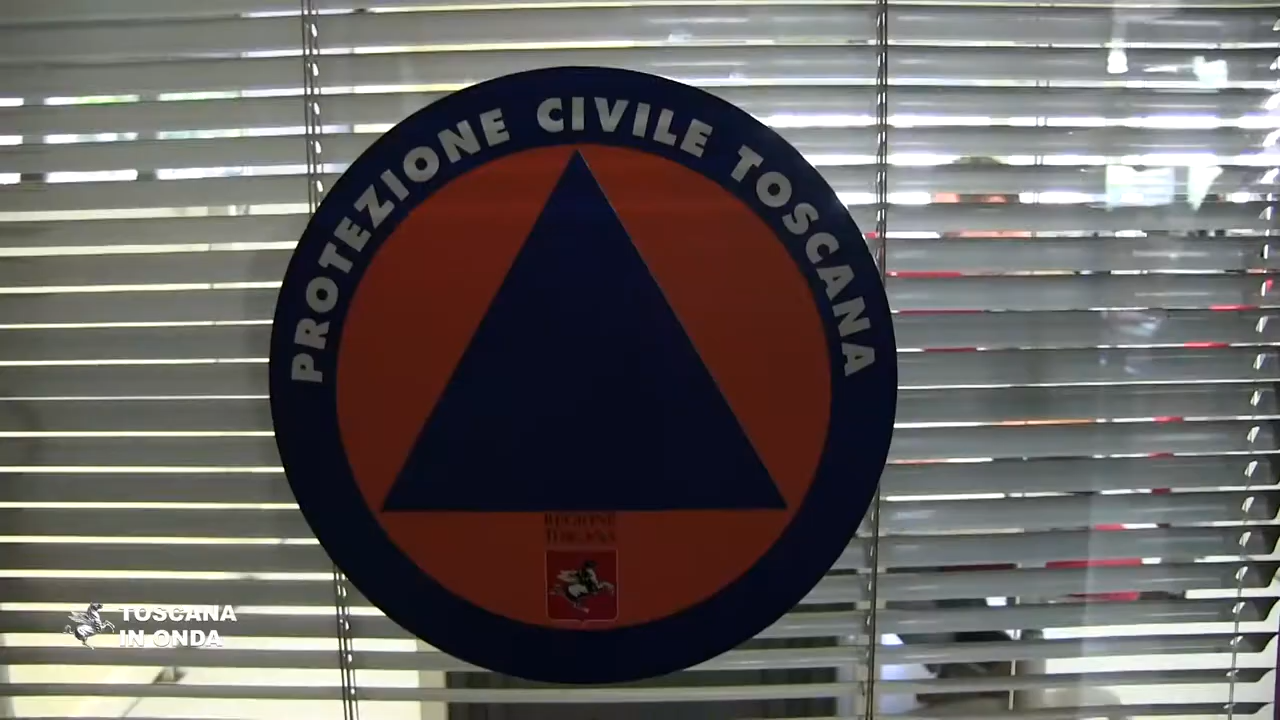 PROTEZIONE CIVILE TOSCANA
REGIONE
TOSCANA
TOSCANA
IN ONDA